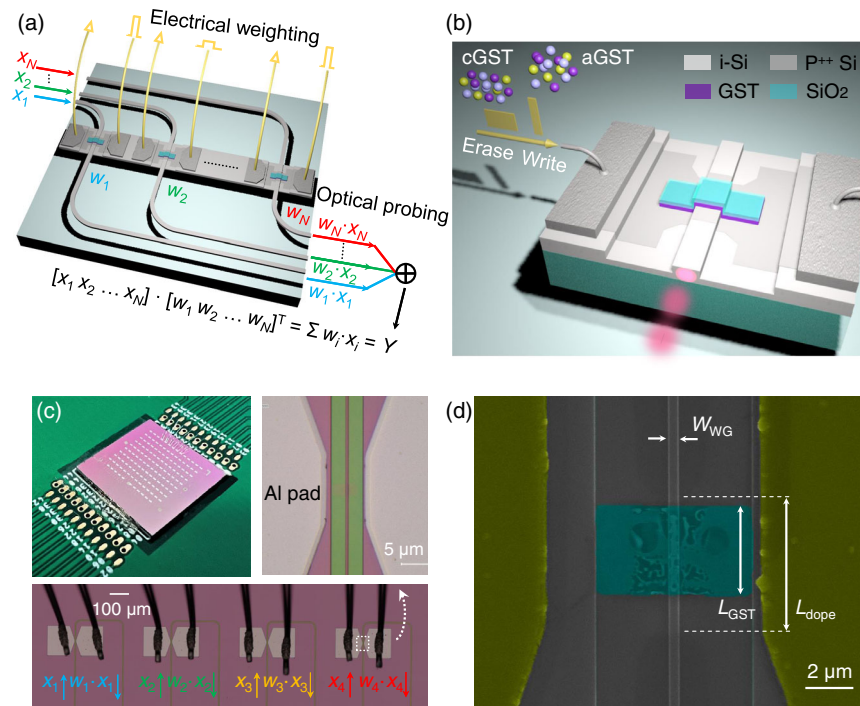 (a)
Electrical weighting
x_N
⋮
x_2
x_1
w_1
w_2
w_N
.........
Optical probing
w_N·x_N
⋮
w_2·x_2
w_1·x_1
[x_1 x_2 … x_N] · [w_1 w_2 … w_N]^T = Σ w_i·x_i = Y
(b)
cGST
aGST
i-Si
P++ Si
GST
SiO2
Erase Write
(c)
Al pad
5 μm
100 μm
x_1 w_1·x_1
x_2 w_2·x_2
x_3 w_3·x_3
x_4 w_4·x_4
(d)
W_WG
L_GST
L_dope
2 μm